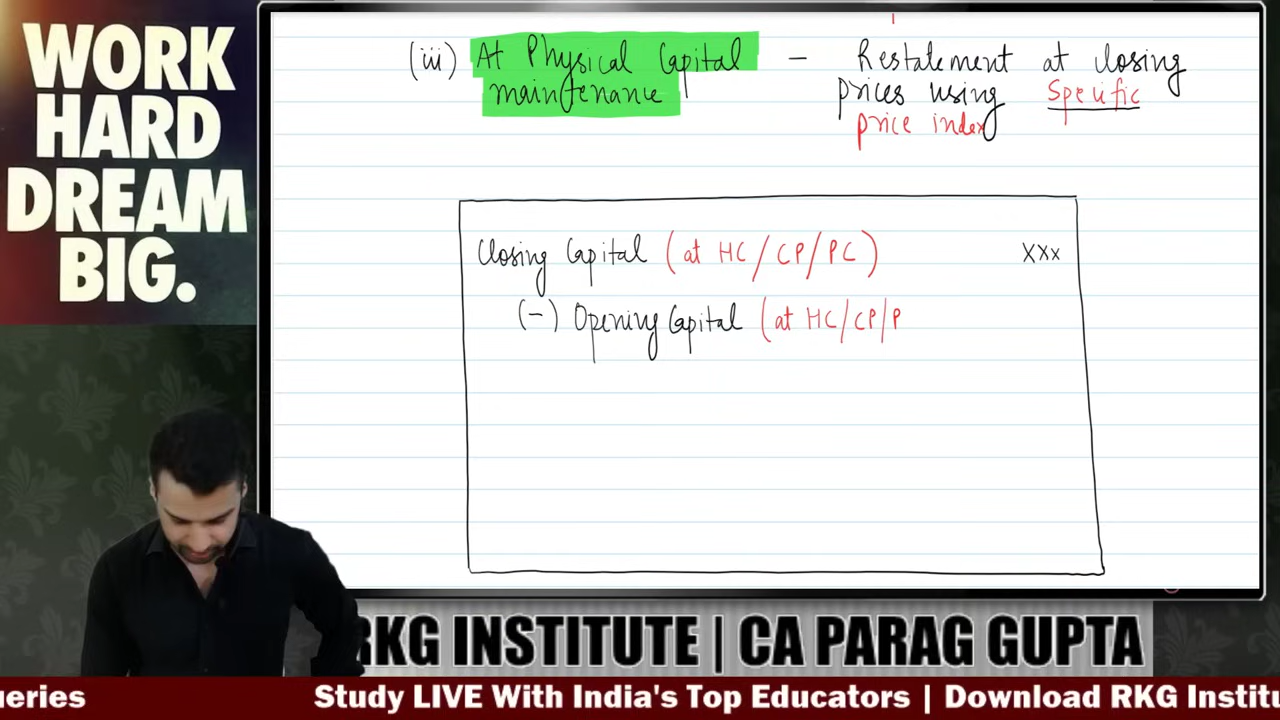 WORK
HARD
DREAM
BIG.
(iii) At Physical Capital maintenance — Restatement at closing
prices using Specific
price index
Closing Capital (at HC/CP/PC) XXX
(-) Opening Capital (at HC/CP/P
RKG INSTITUTE | CA PARAG GUPTA
ueries Study LIVE With India's Top Educators | Download RKG Institu